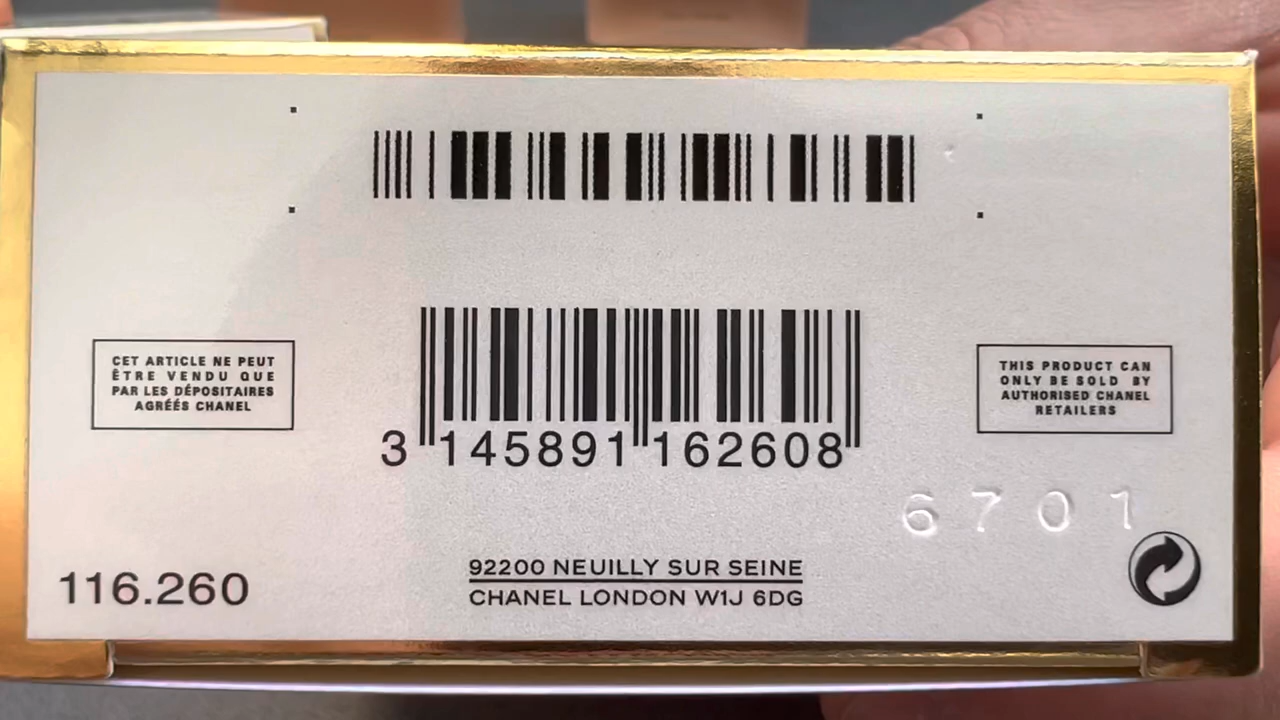 CET ARTICLE NE PEUT
ÊTRE VENDU QUE
PAR LES DÉPOSITAIRES
AGRÉÉS CHANEL
THIS PRODUCT CAN
ONLY BE SOLD BY
AUTHORISED CHANEL
RETAILERS
3 145891 162608
6701
116.260
92200 NEUILLY SUR SEINE
CHANEL LONDON W1J 6DG